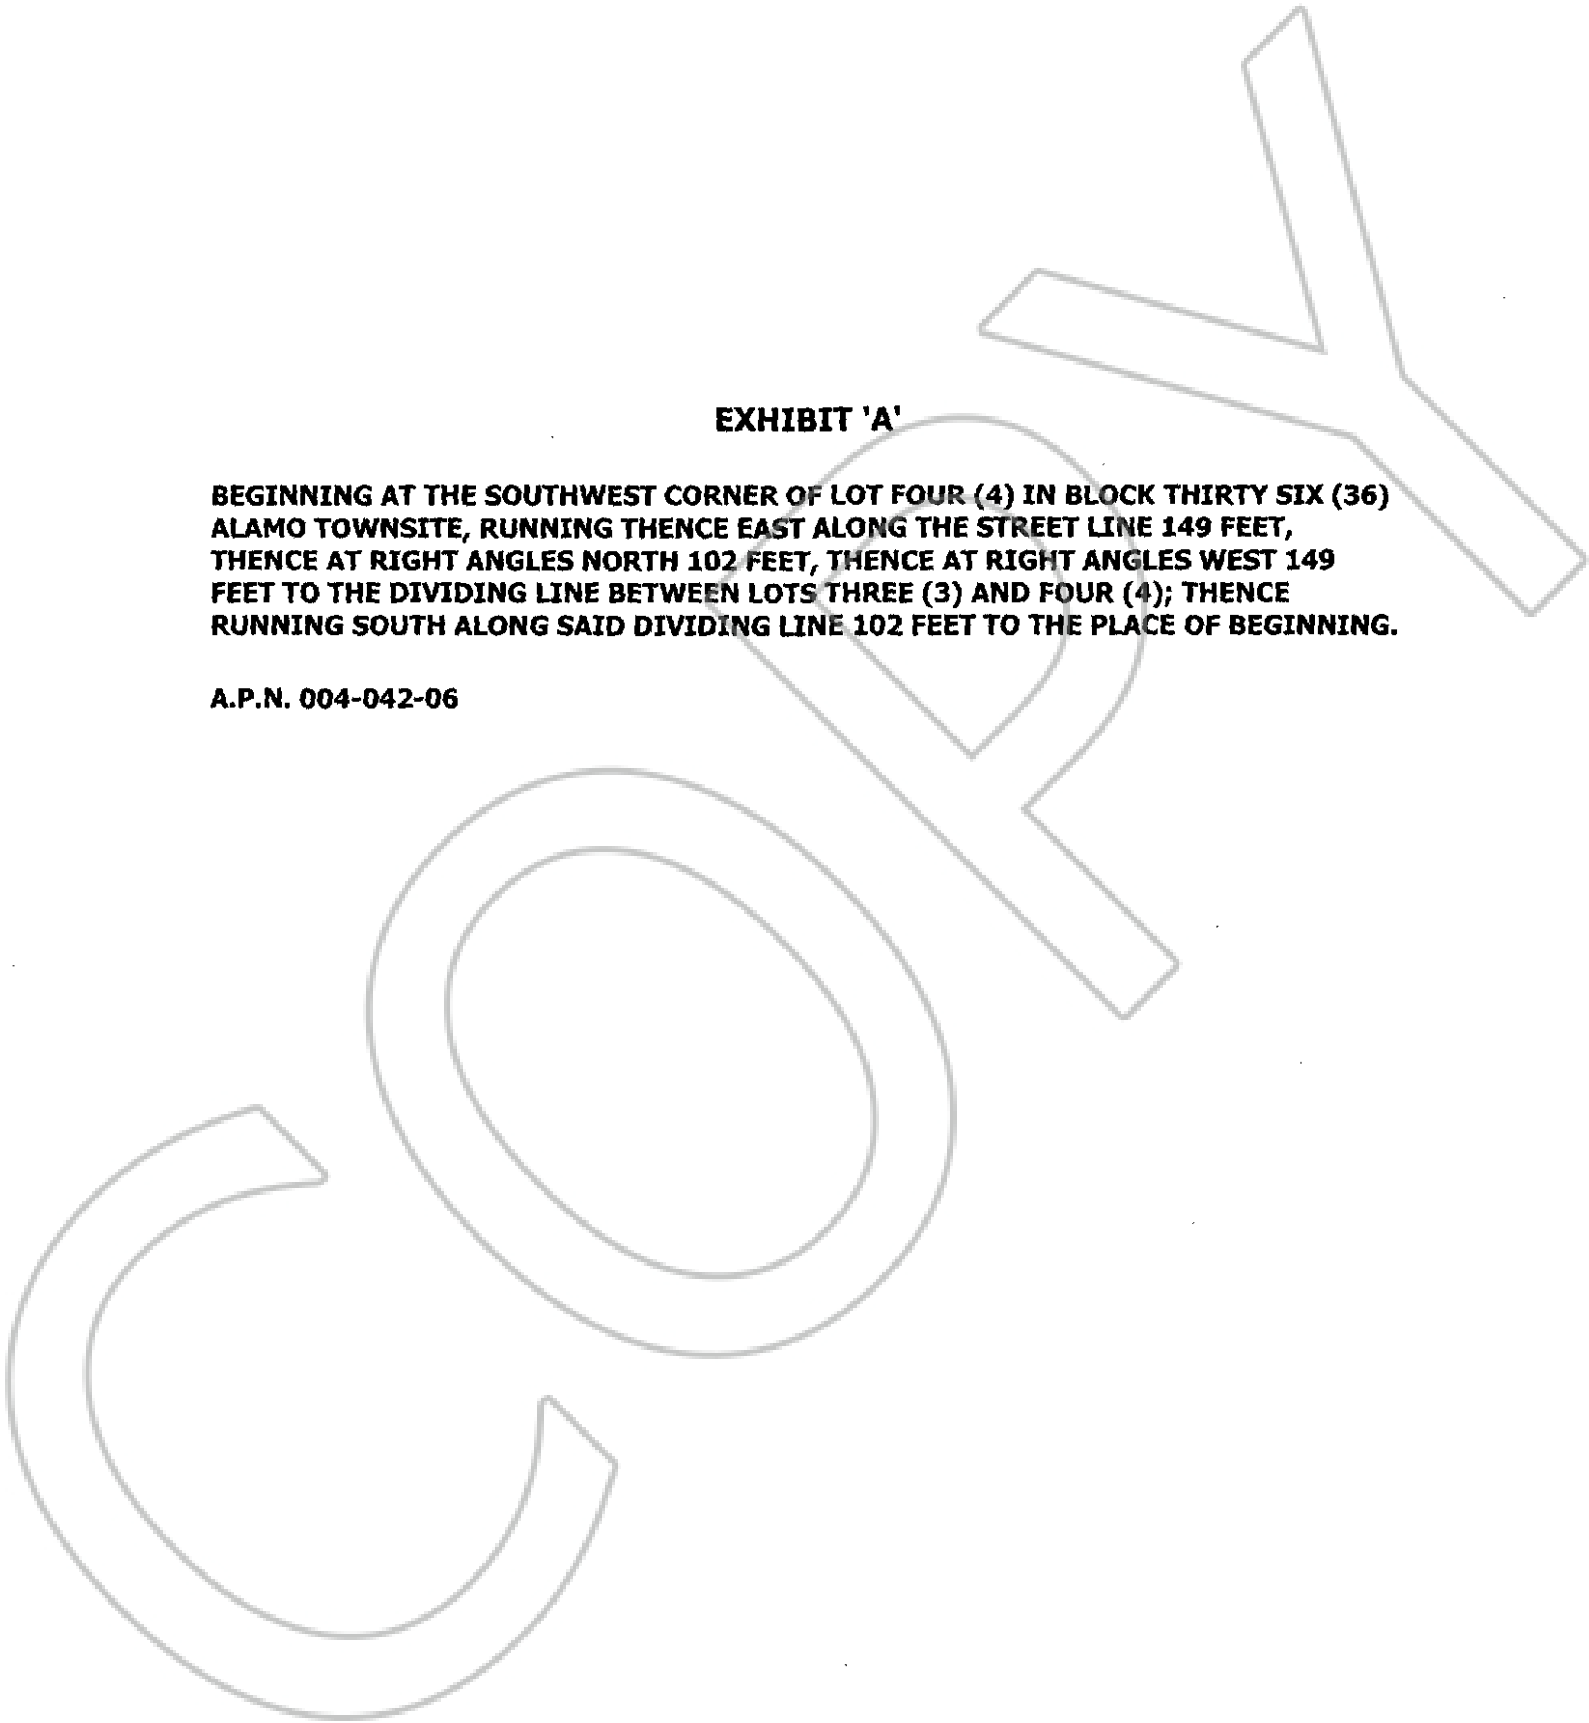 EXHIBIT 'A'
BEGINNING AT THE SOUTHWEST CORNER OF LOT FOUR (4) IN BLOCK THIRTY SIX (36)
ALAMO TOWNSITE, RUNNING THENCE EAST ALONG THE STREET LINE 149 FEET,
THENCE AT RIGHT ANGLES NORTH 102 FEET, THENCE AT RIGHT ANGLES WEST 149
FEET TO THE DIVIDING LINE BETWEEN LOTS THREE (3) AND FOUR (4); THENCE
RUNNING SOUTH ALONG SAID DIVIDING LINE 102 FEET TO THE PLACE OF BEGINNING.
A.P.N. 004-042-06
COPY